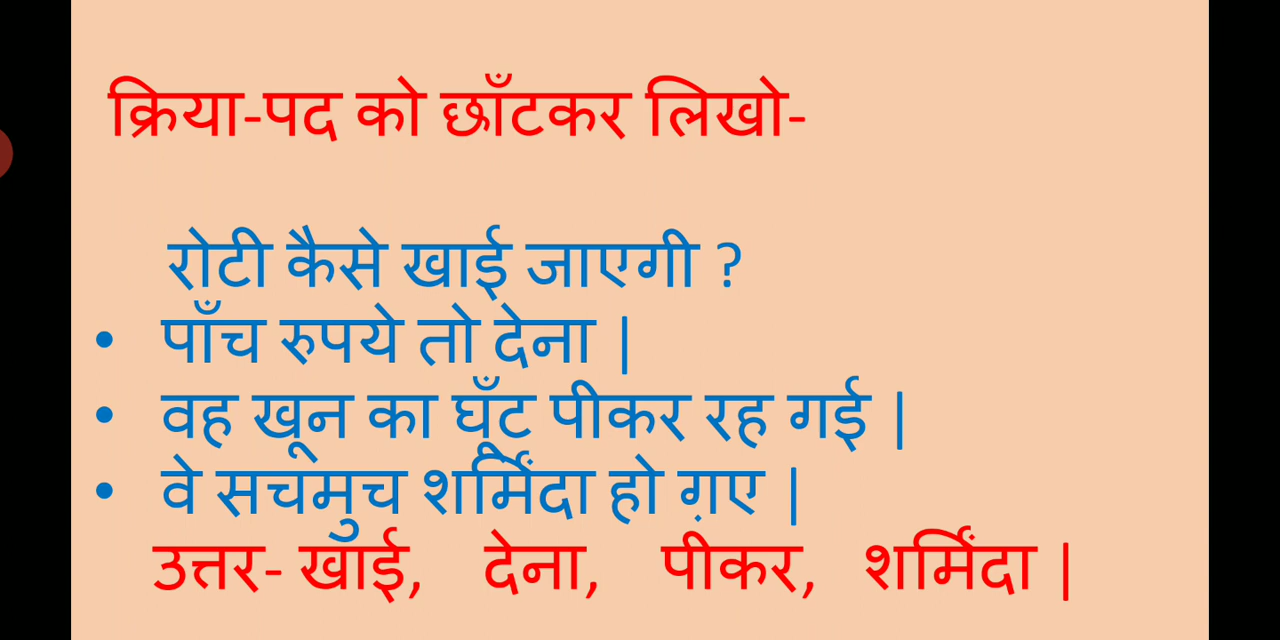 क्रिया-पद को छाँटकर लिखो-
रोटी कैसे खाई जाएगी ?
• पाँच रुपये तो देना |
• वह खून का घूँट पीकर रह गई |
• वे सचमुच शर्मिंदा हो ग़ए |
उत्तर- खाई, देना, पीकर, शर्मिंदा |